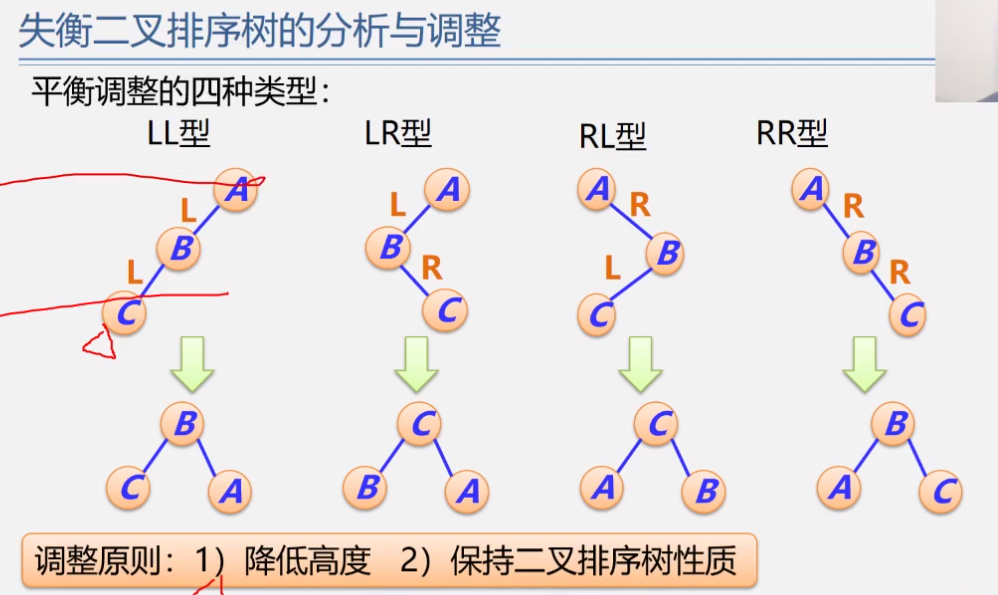 失衡二叉排序树的分析与调整
平衡调整的四种类型：
LL型 LR型 RL型 RR型
A A A A
L L R R
B B B B
L R L R
C C C C
B C C B
C A B A A B A C
调整原则：1）降低高度 2）保持二叉排序树性质